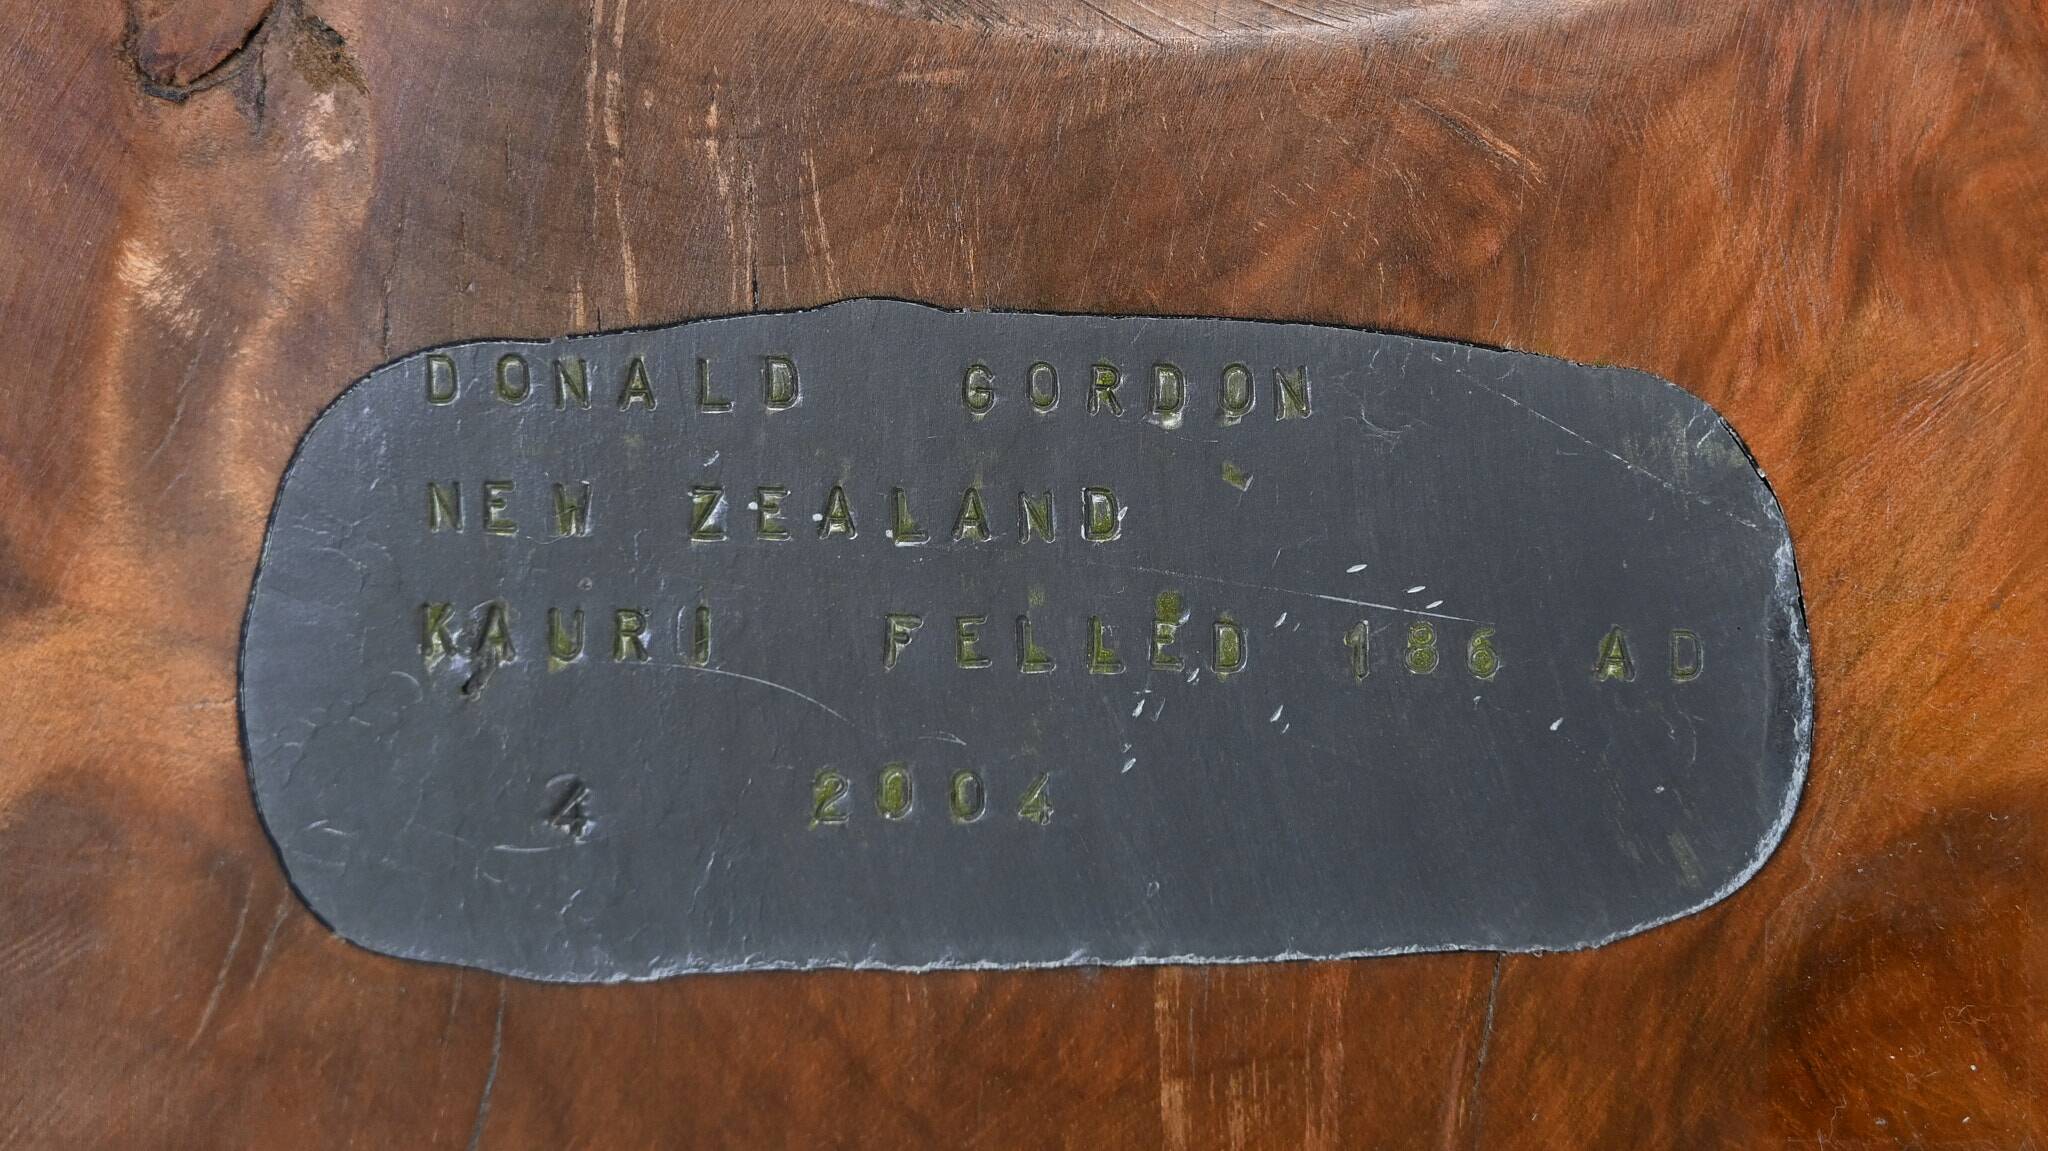 DONALD GORDON
NEW ZEALAND
KAURI FELLED 186 AD
4 2004